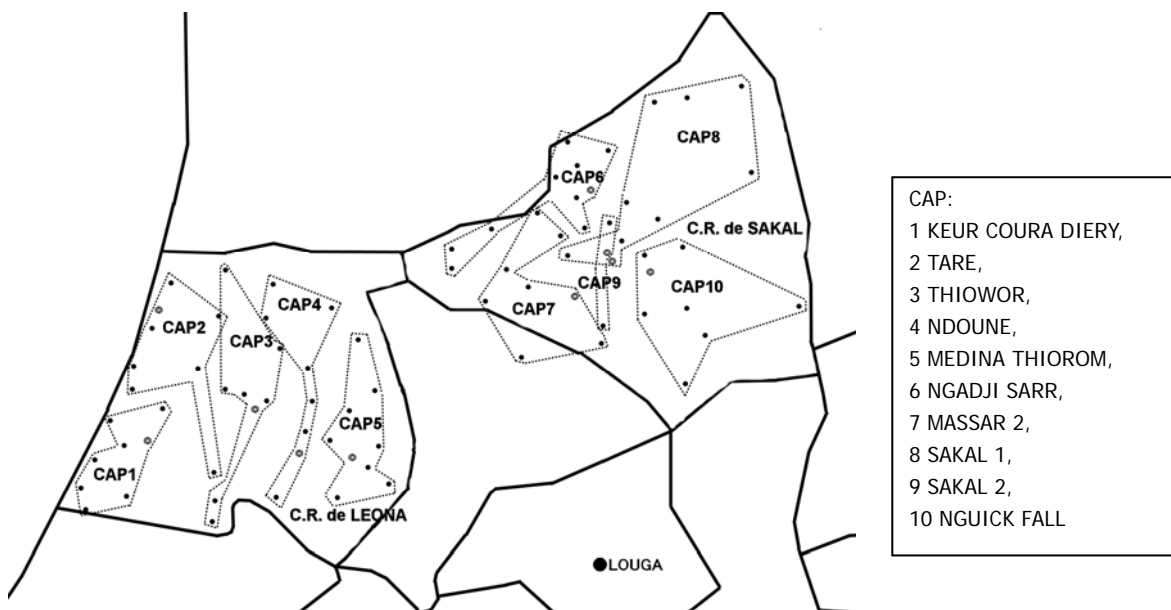 CAP8
CAP6
C.R. de SAKAL
CAP9
CAP10
CAP7
CAP4
CAP2
CAP3
CAP5
CAP1
C.R. de LEONA
LOUGA
CAP:
1 KEUR COURA DIERY,
2 TARE,
3 THIOWOR,
4 NDOUNE,
5 MEDINA THIOROM,
6 NGADJI SARR,
7 MASSAR 2,
8 SAKAL 1,
9 SAKAL 2,
10 NGUICK FALL